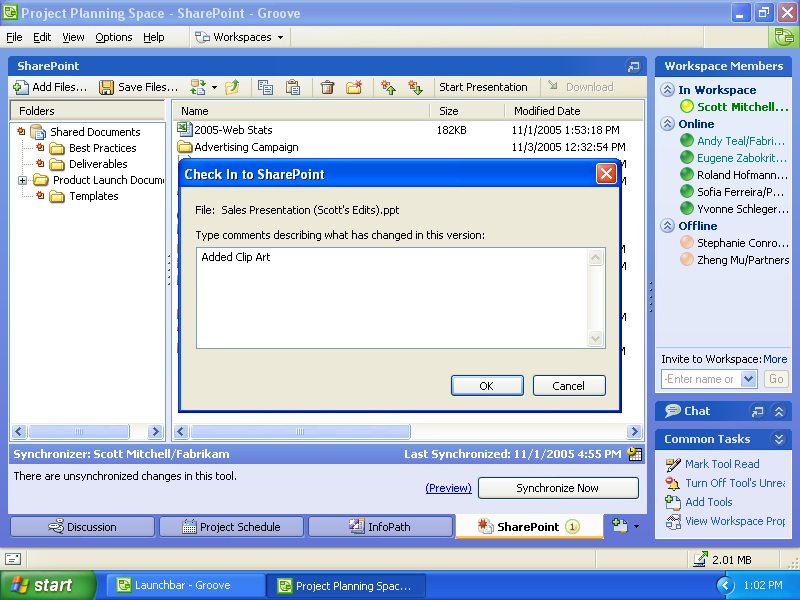 Project Planning Space - SharePoint - Groove
File Edit View Options Help Workspaces
SharePoint
Add Files... Save Files... Start Presentation Download
Folders
Shared Documents
Best Practices
Deliverables
Product Launch Docum
Templates
Name Size Modified Date
2005-Web Stats 182KB 11/1/2005 1:53:18 PM
Advertising Campaign 11/3/2005 12:32:54 PM
Check In to SharePoint
File: Sales Presentation (Scott's Edits).ppt
Type comments describing what has changed in this version:
Added Clip Art
OK Cancel
Synchronizer: Scott Mitchell/Fabrikam Last Synchronized: 11/1/2005 4:55 PM
There are unsynchronized changes in this tool.
(Preview) Synchronize Now
Discussion Project Schedule InfoPath SharePoint 1
Workspace Members
In Workspace
Scott Mitchell...
Online
Andy Teal/Fabri...
Eugene Zabokrit...
Roland Hofmann...
Sofia Ferreira/P...
Yvonne Schleger...
Offline
Stephanie Conro...
Zheng Mu/Partners
Invite to Workspace: More
-Enter name or Go
Chat
Common Tasks
Mark Tool Read
Turn Off Tool's Unrea
Add Tools
View Workspace Prop
2.01 MB
start Launchbar - Groove Project Planning Spac... 1:02 PM